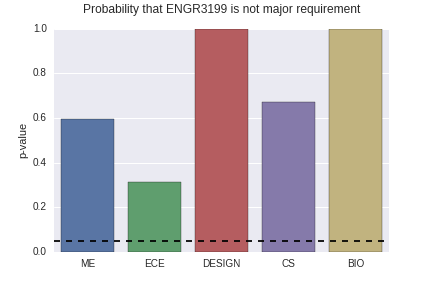 Probability that ENGR3199 is not major requirement
1.0
0.8
0.6
0.4
0.2
0.0
p-value
ME ECE DESIGN CS BIO